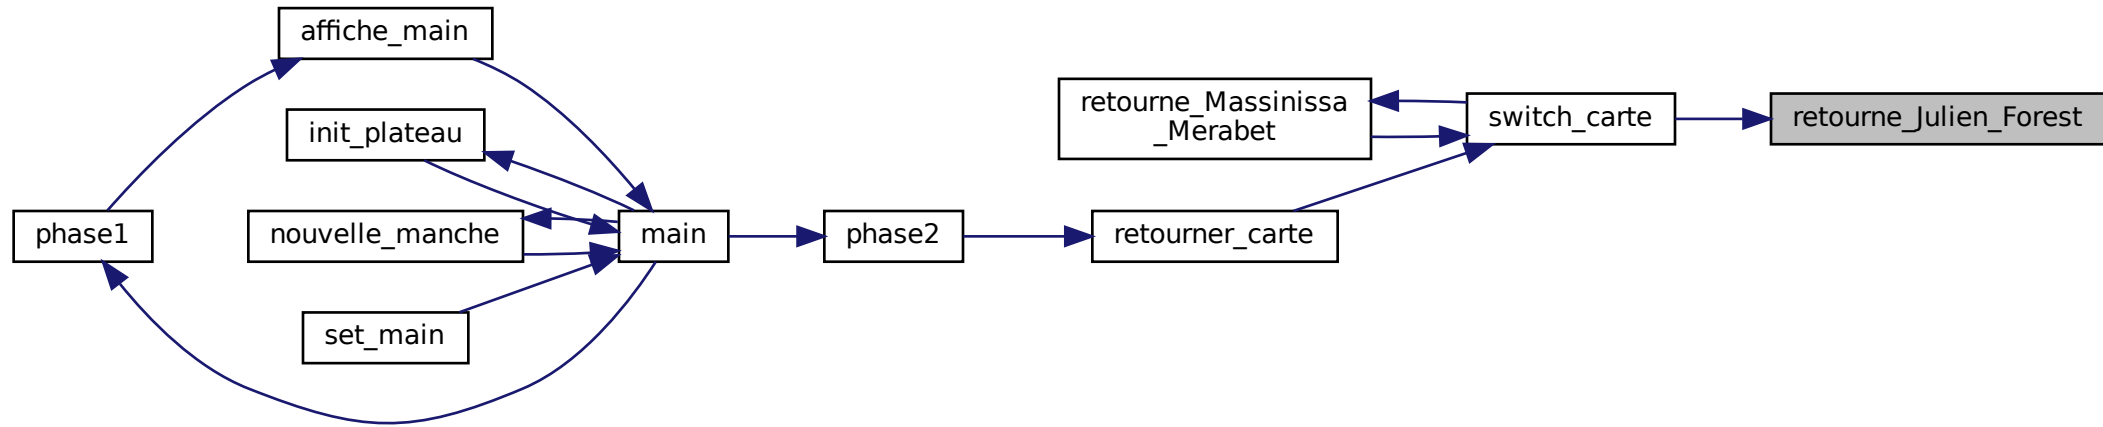 affiche_main
init_plateau
phase1
nouvelle_manche
main
set_main
phase2
retourner_carte
retourne_Massinissa
_Merabet
switch_carte
retourne_Julien_Forest